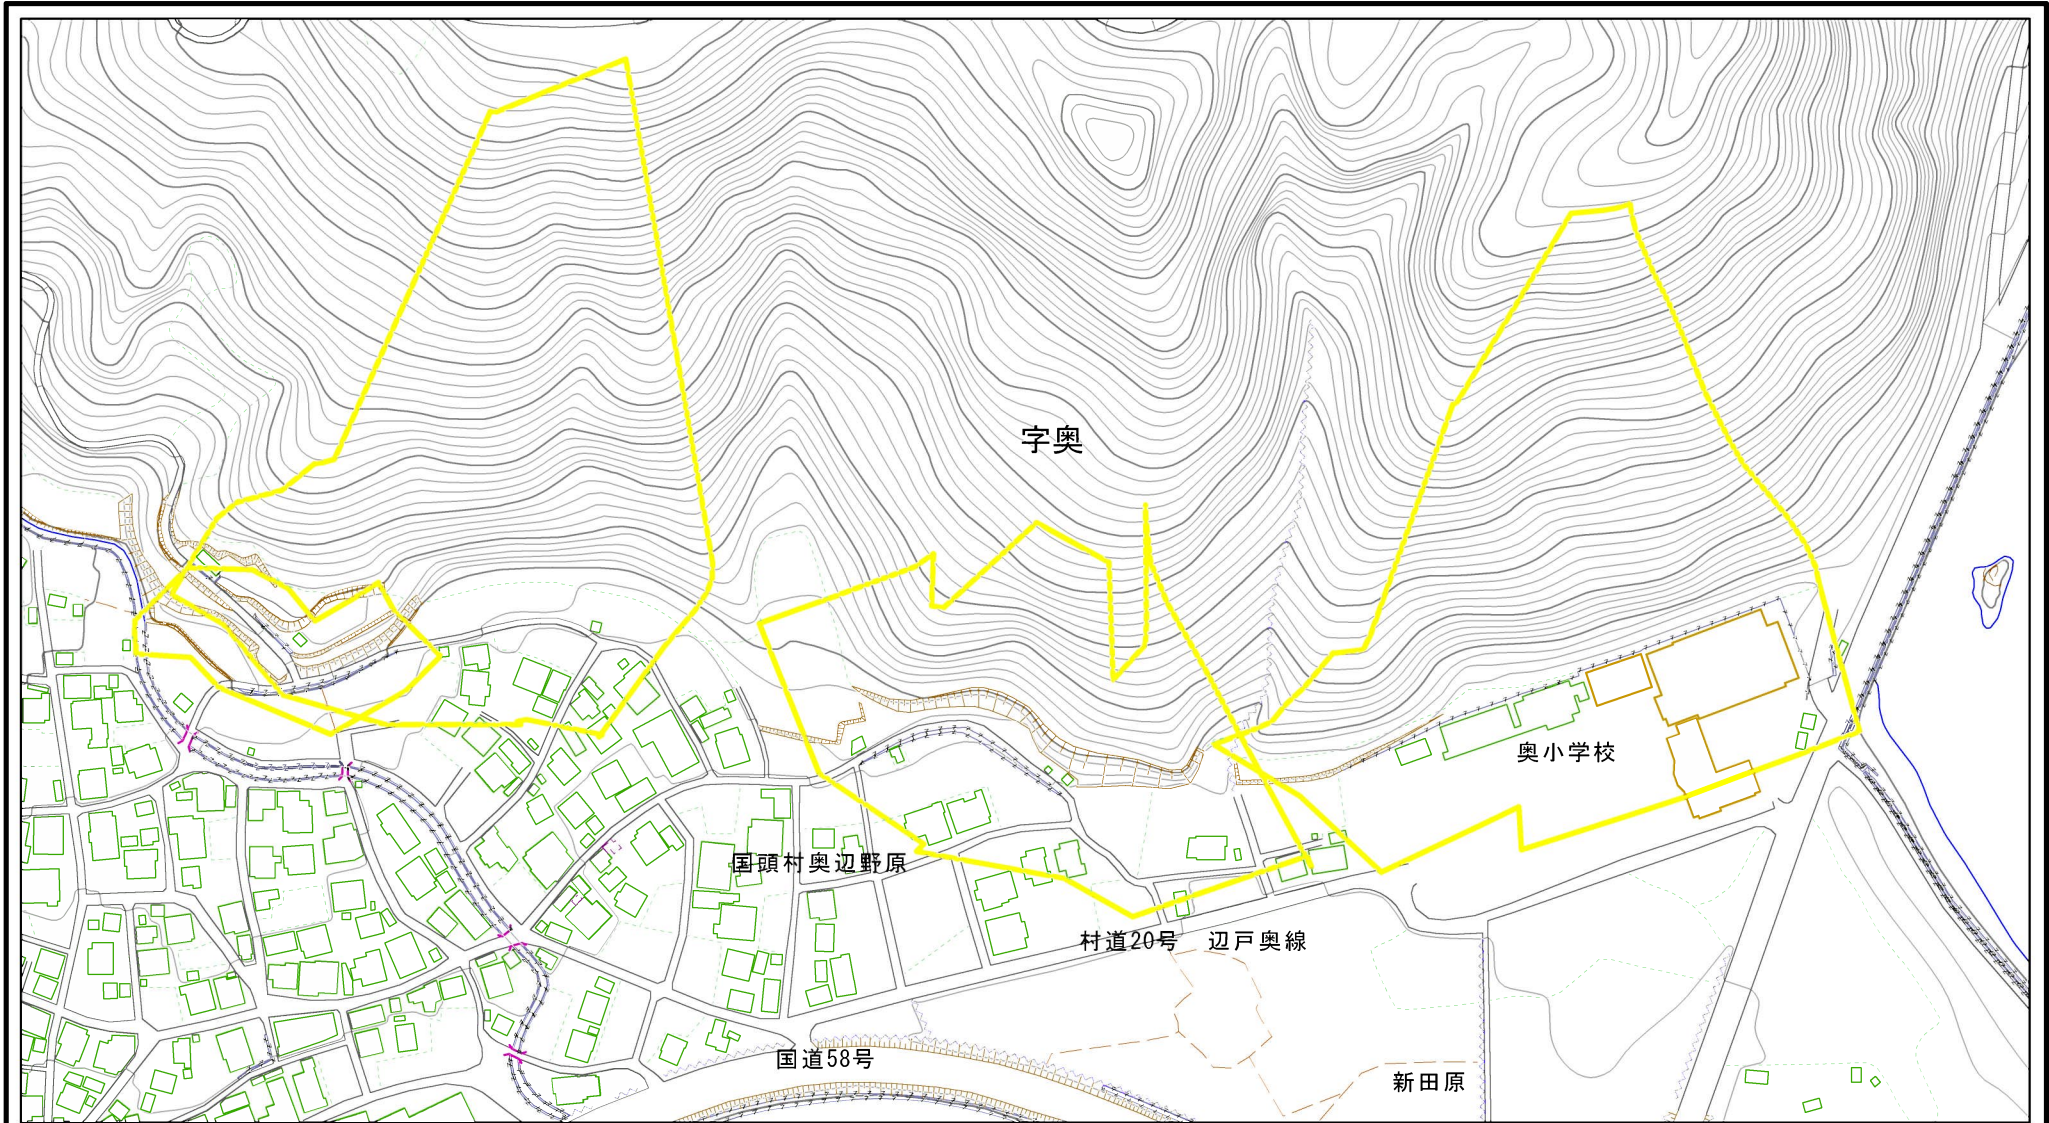 字奥
奥小学校
国頭村奥辺野原
村道20号 辺戸奥線
国道58号
新田原